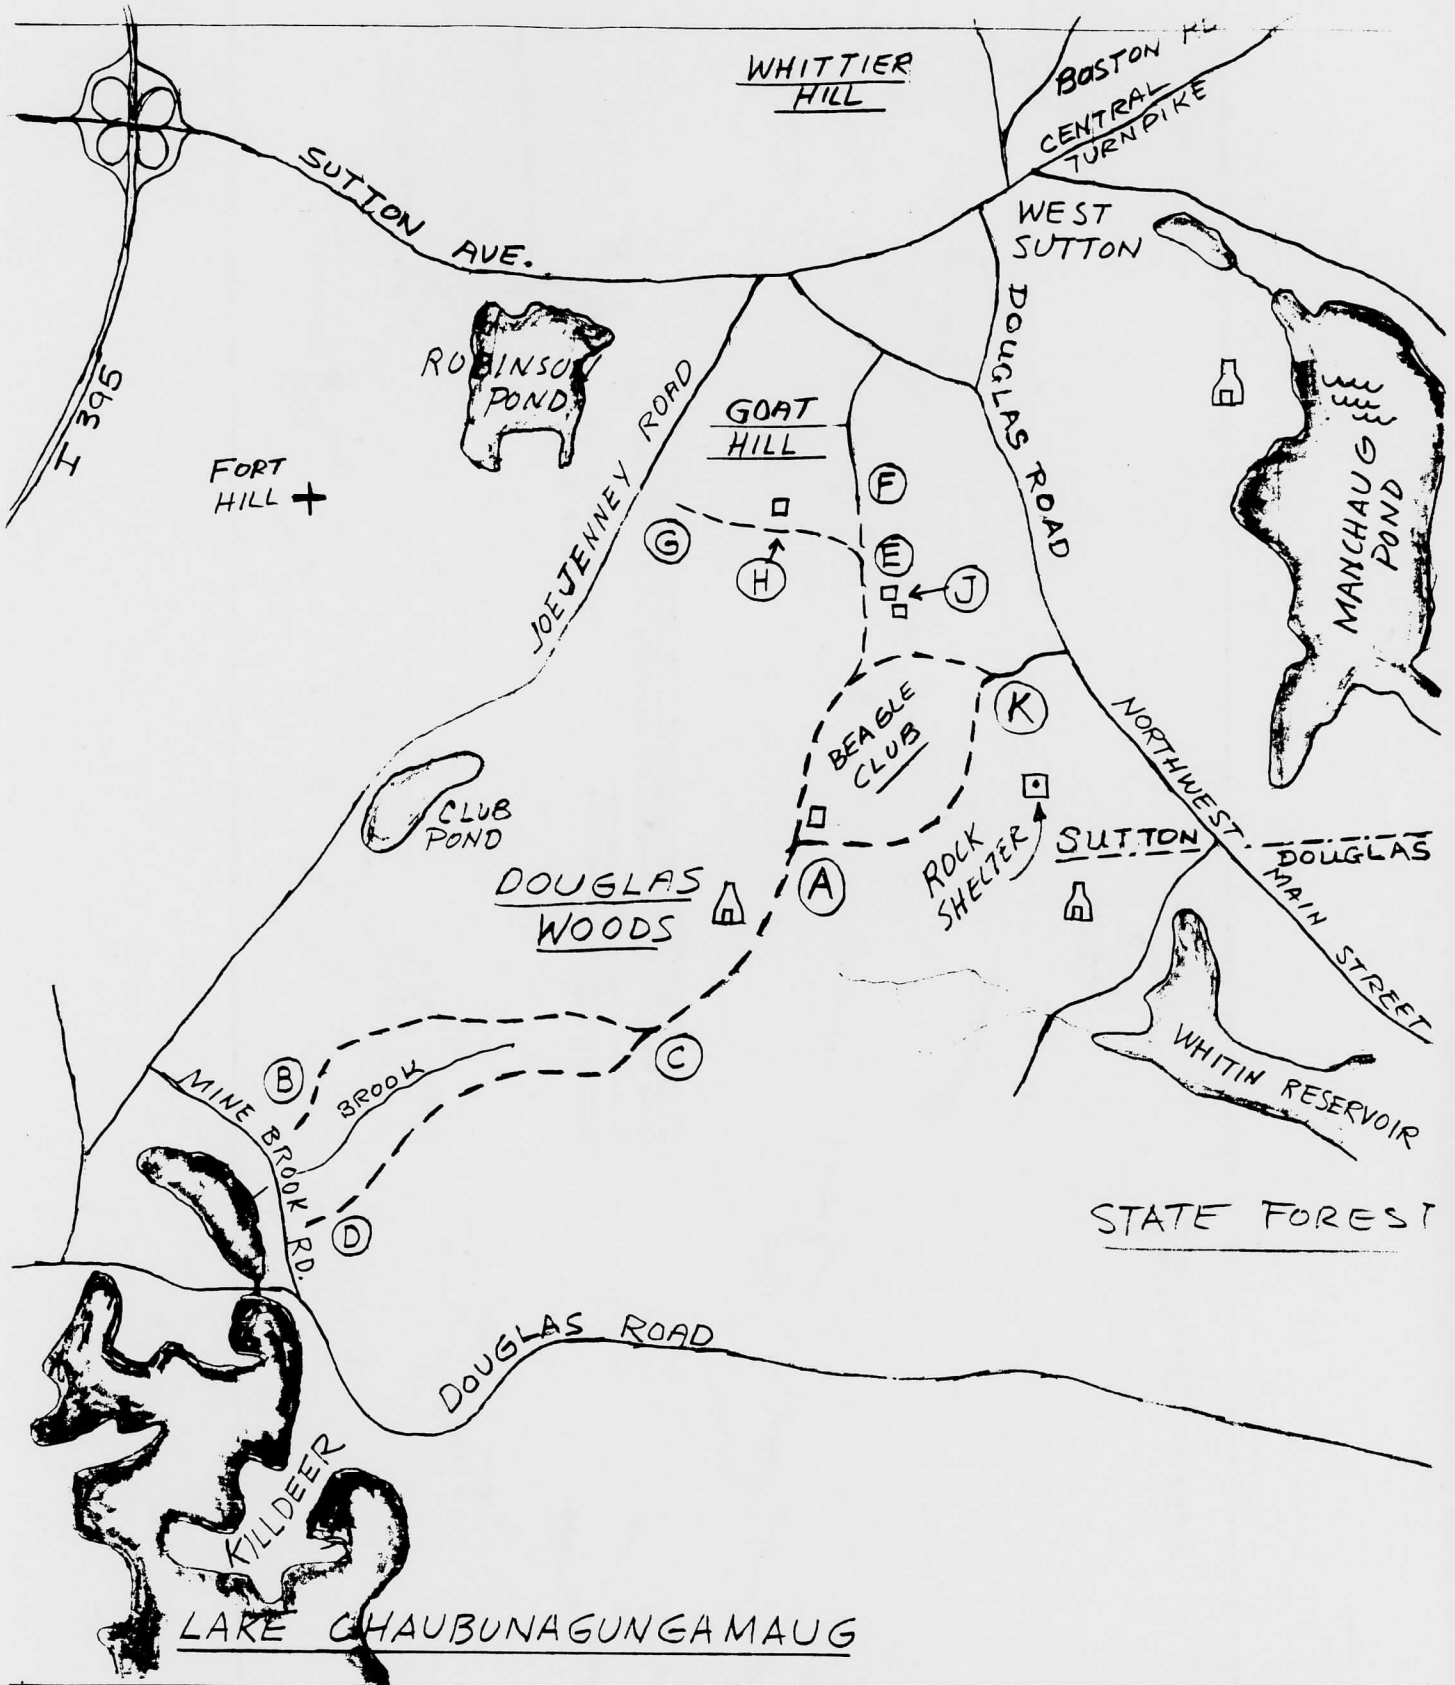 WHITTIER
HILL
BOSTON
CENTRAL
TURNPIKE
SUTTON AVE.
WEST
SUTTON
I 395
ROBINSON
POND
JOE JENNEY ROAD
GOAT
HILL
DOUGLAS ROAD
FORT
HILL
MANCHAUG
POND
F
G
E
H
J
K
BEAGLE
CLUB
NORTHWEST MAIN STREET
CLUB
POND
ROCK
SHELTER
SUTTON
DOUGLAS
DOUGLAS
WOODS
A
B
C
BROOK
MINE BROOK RD.
D
WHITIN RESERVOIR
STATE FOREST
DOUGLAS ROAD
KILLDEER
LAKE CHAUBUNAGUNGAMAUG